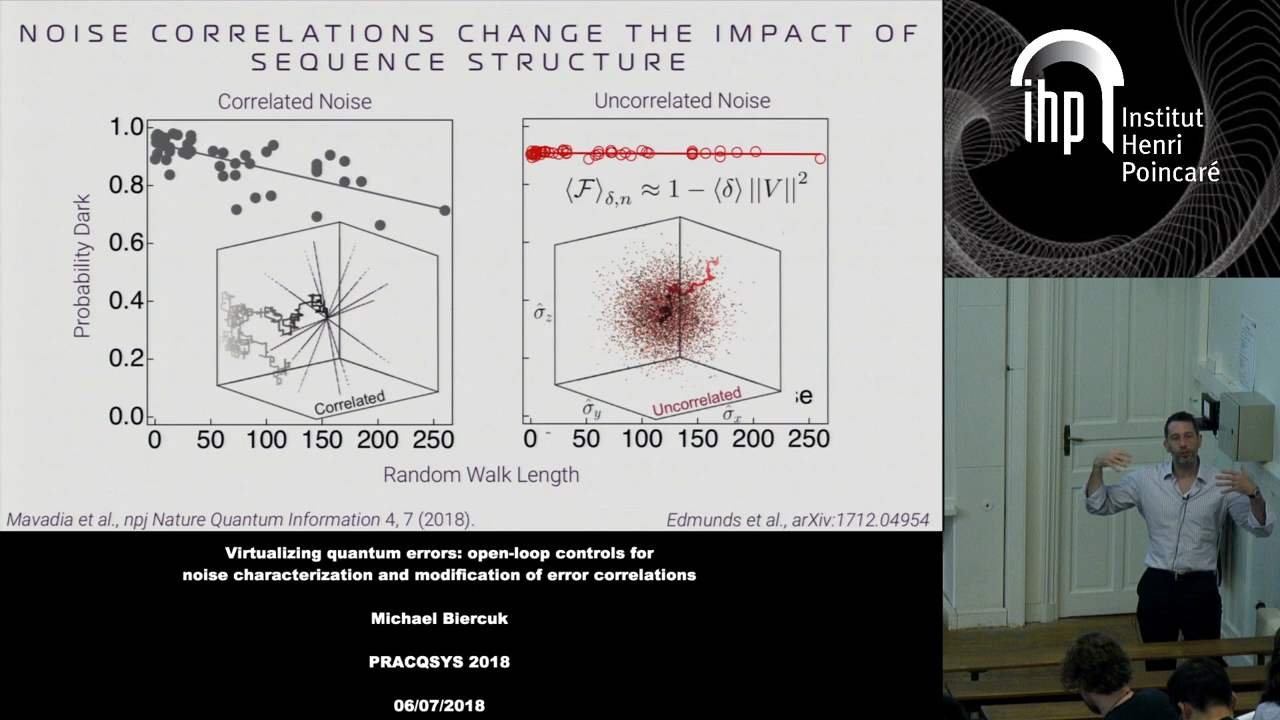 NOISE CORRELATIONS CHANGE THE IMPACT OF
SEQUENCE STRUCTURE
Correlated Noise
Uncorrelated Noise
Probability Dark
1.0
0.8
0.6
0.4
0.2
0.0
0 50 100 150 200 250
Correlated
⟨F⟩δ,n ≈ 1 − ⟨δ⟩ ||V||²
σ̂z
σ̂y
σ̂x
Uncorrelated
se
0 50 100 150 200 250
Random Walk Length
Mavadia et al., npj Nature Quantum Information 4, 7 (2018).
Edmunds et al., arXiv:1712.04954
Virtualizing quantum errors: open-loop controls for
noise characterization and modification of error correlations
Michael Biercuk
PRACQSYS 2018
06/07/2018
ihp
Institut
Henri
Poincaré